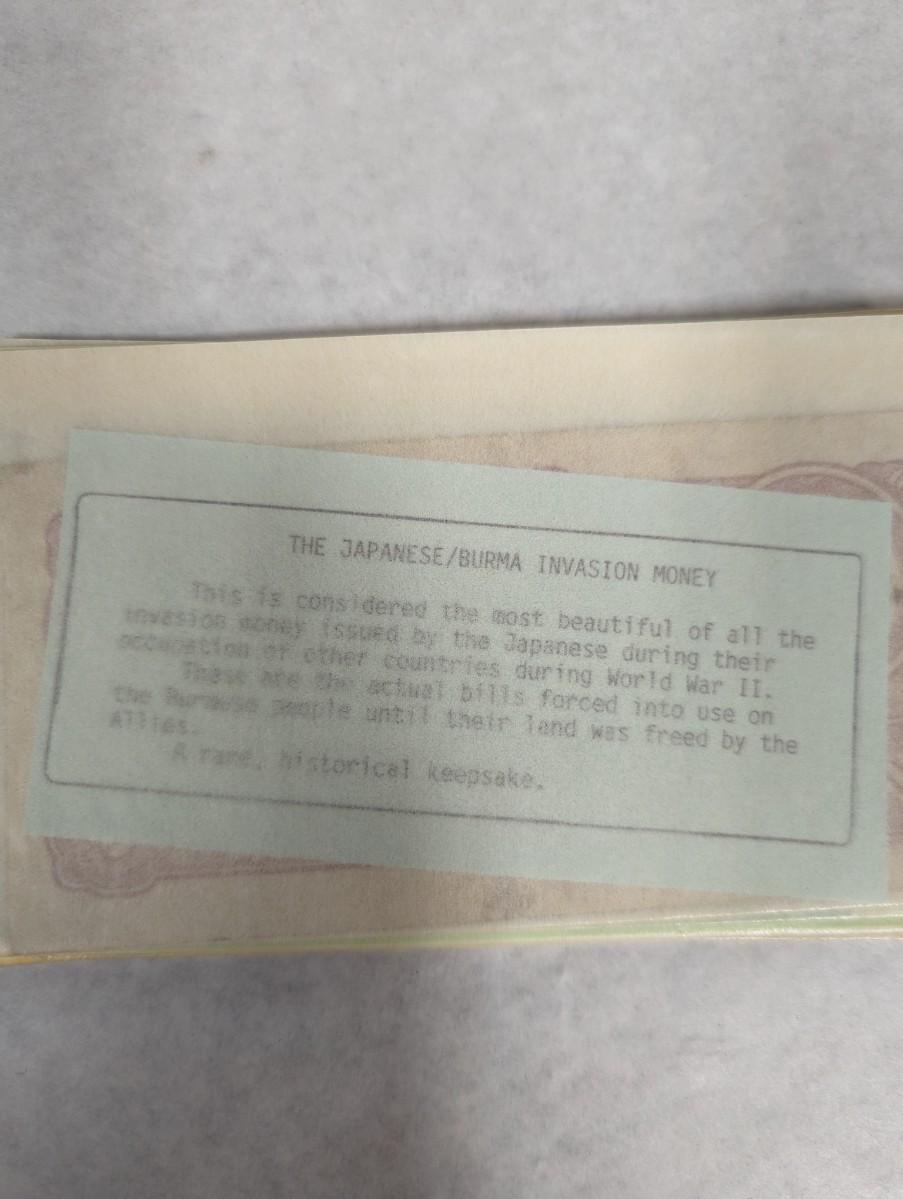 THE JAPANESE/BURMA INVASION MONEY
This is considered the most beautiful of all the
invasion money issued by the Japanese during their
occupation of other countries during World War II.
These are the actual bills forced into use on
the Burmese people until their land was freed by the
Allies.
A rare, historical keepsake.